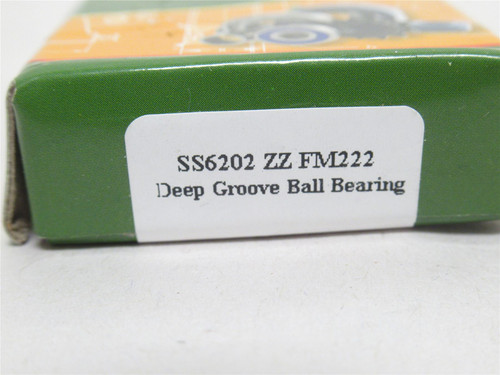 SS6202 ZZ FM222
Deep Groove Ball Bearing